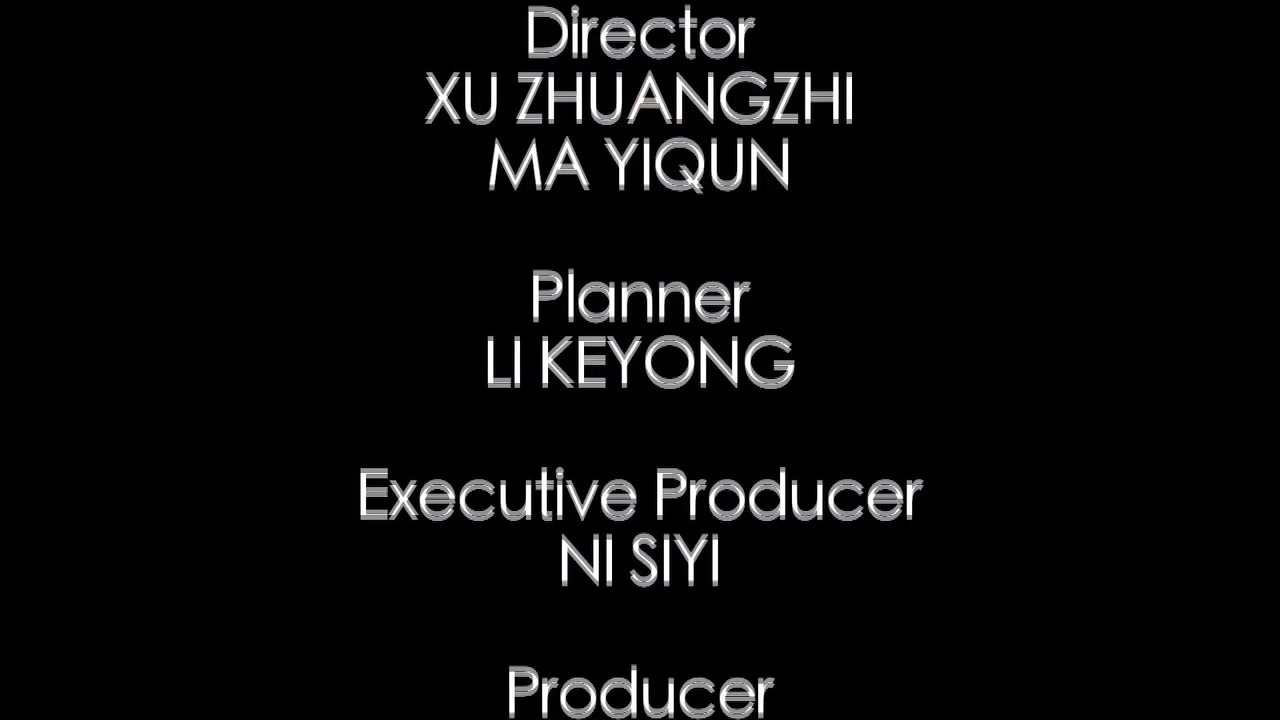 Director
XU ZHUANGZHI
MA YIQUN
Planner
LI KEYONG
Executive Producer
NI SIYI
Producer